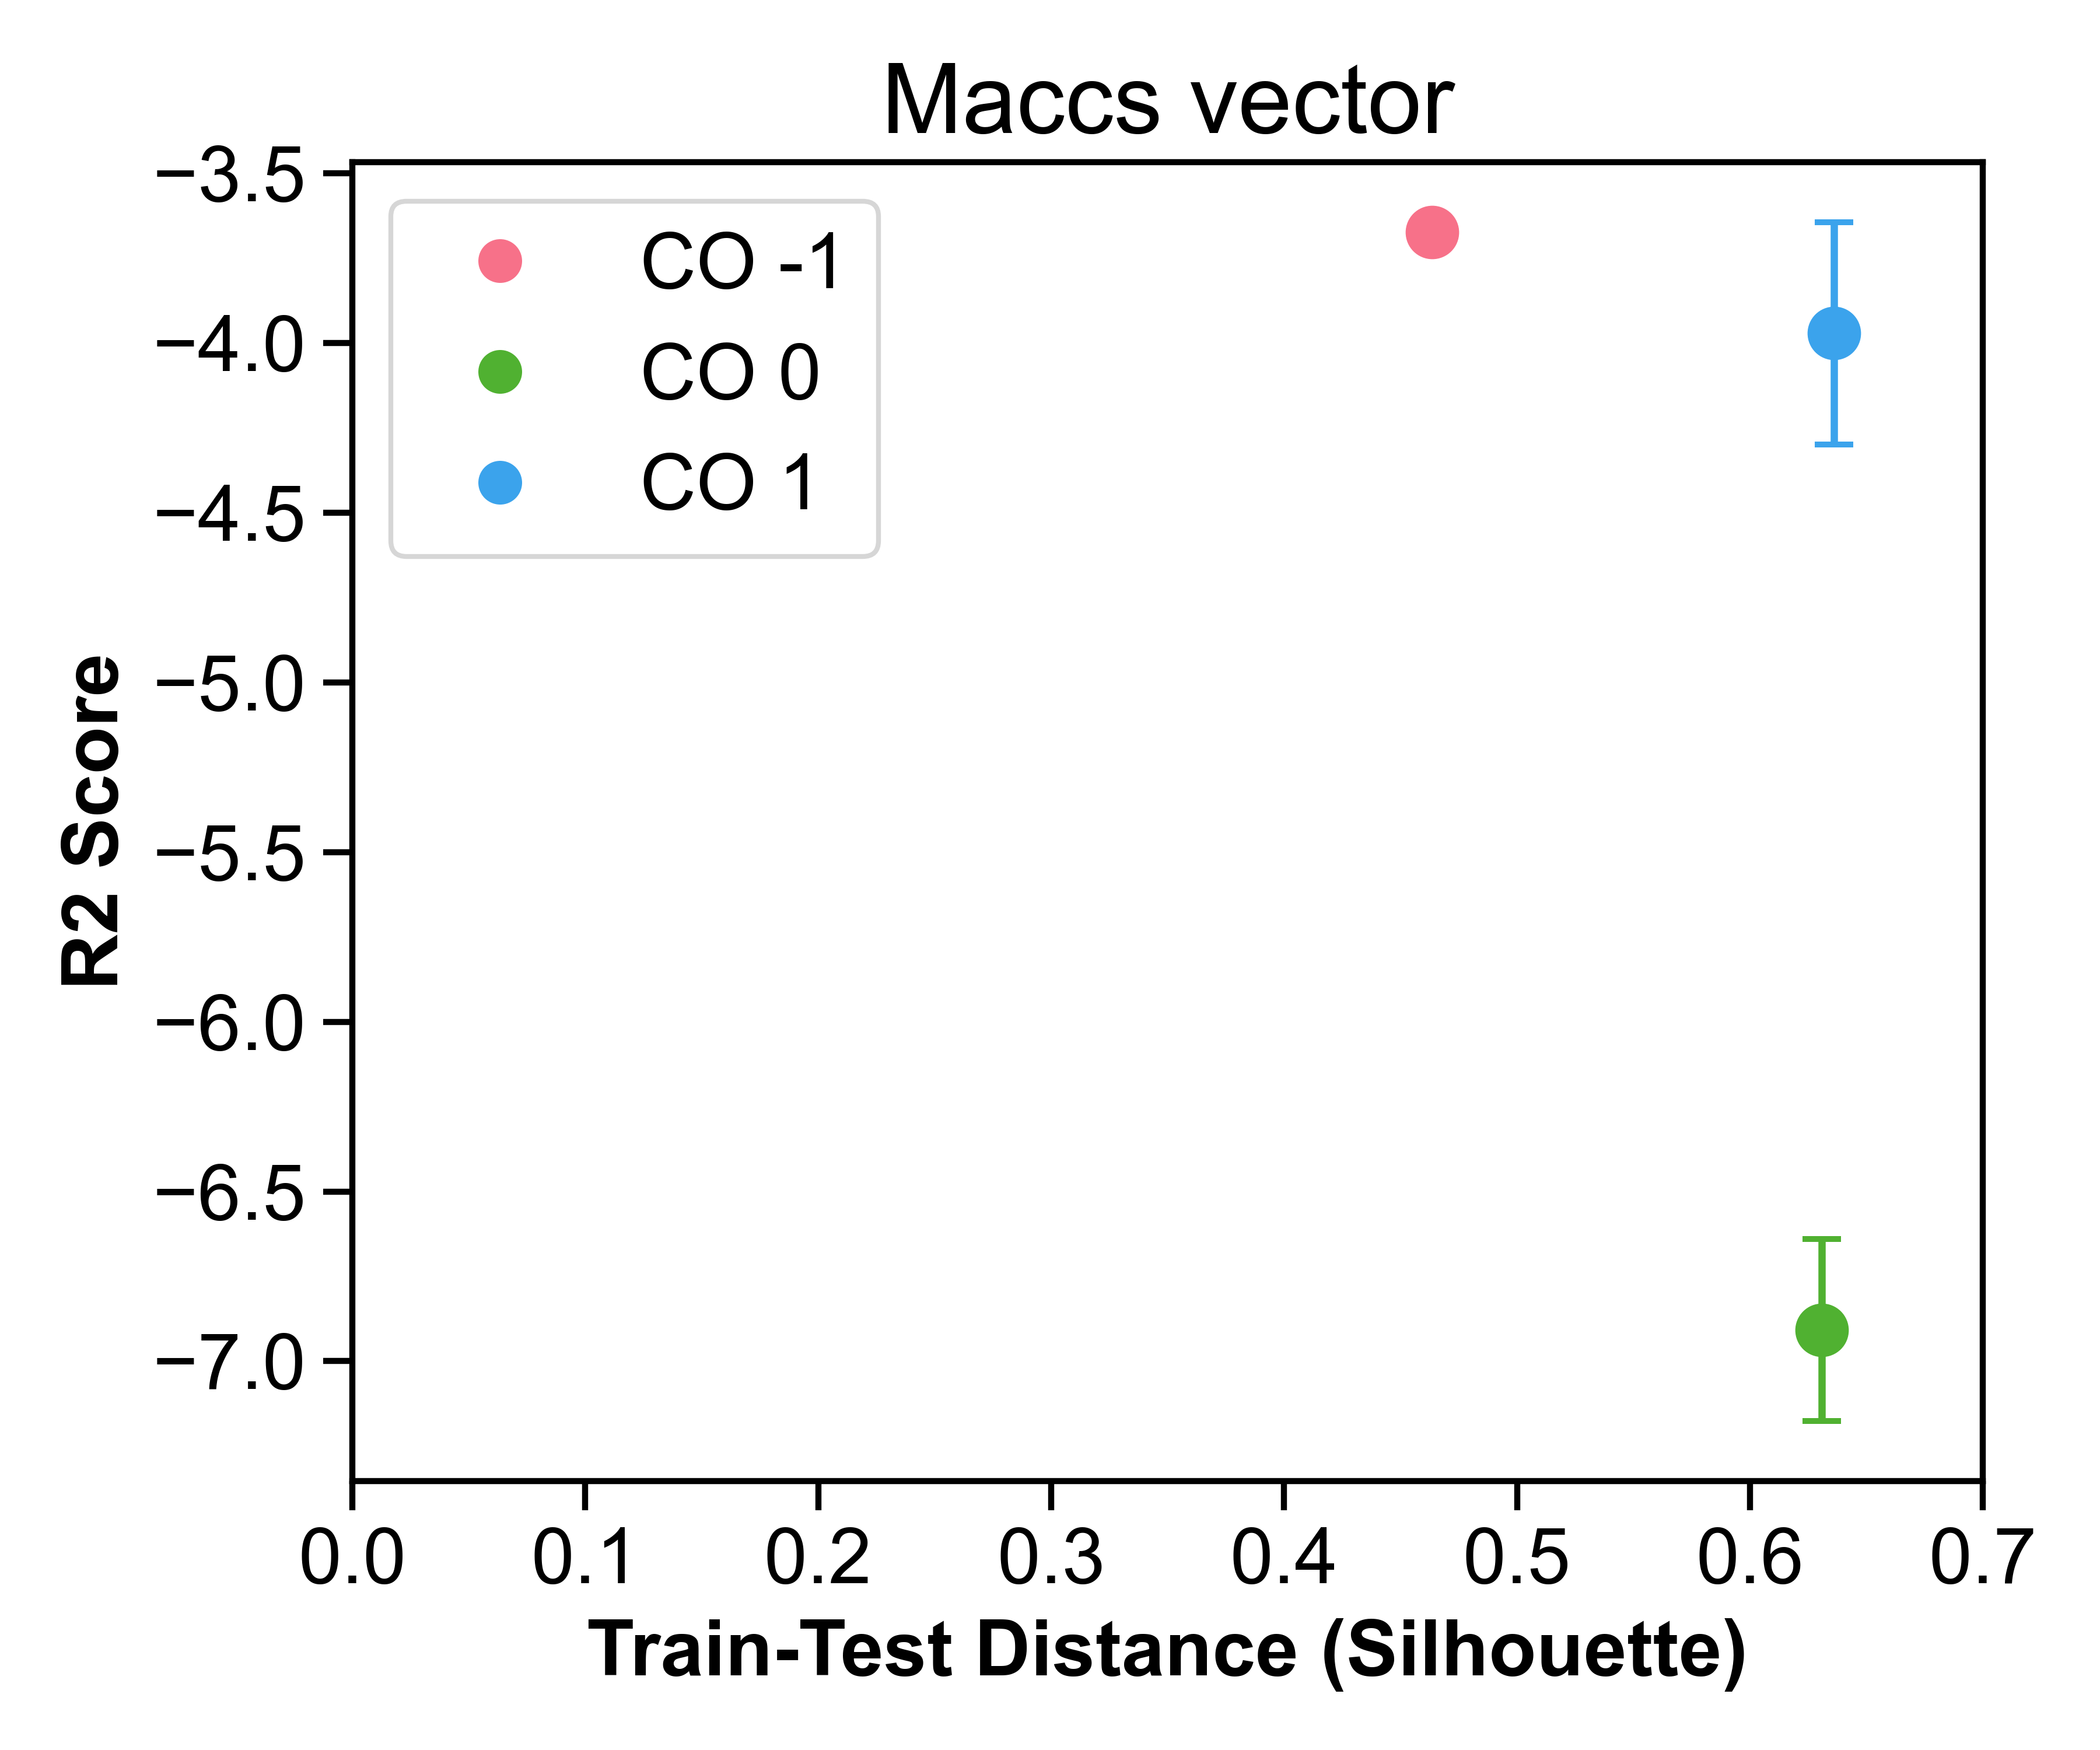 Maccs vector
−3.5
−4.0
−4.5
−5.0
−5.5
−6.0
−6.5
−7.0
R2 Score
CO -1
CO 0
CO 1
0.0 0.1 0.2 0.3 0.4 0.5 0.6 0.7
Train-Test Distance (Silhouette)